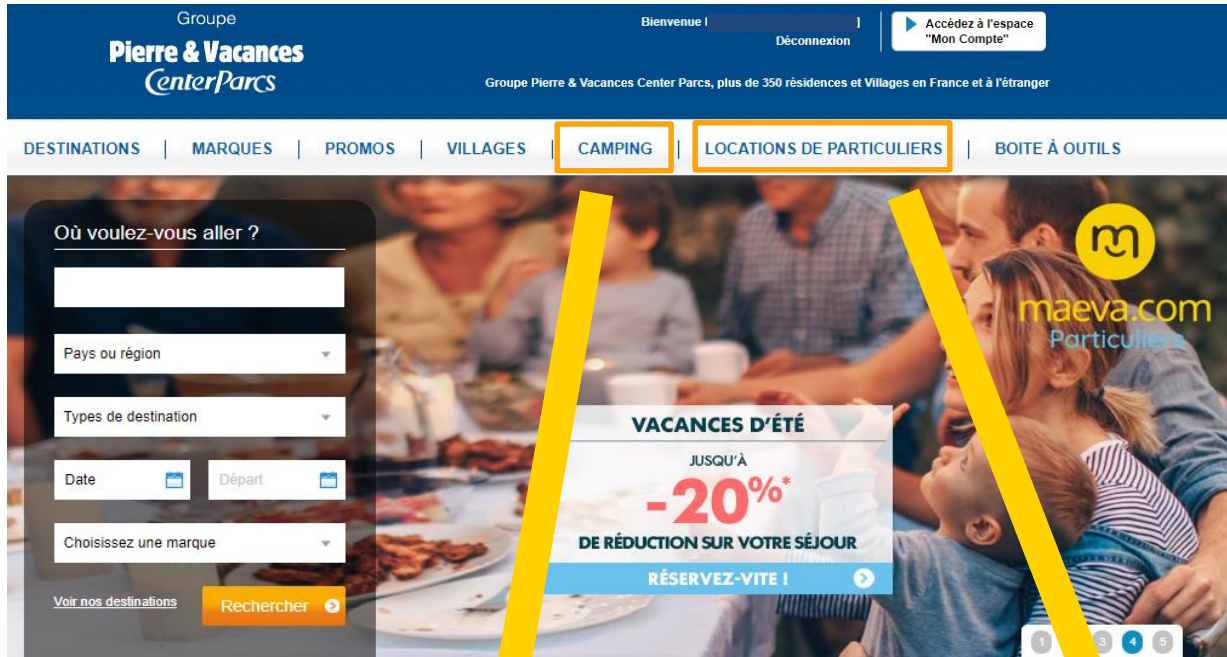 Groupe
Pierre & Vacances
CenterParcs
Bienvenue [ ]
Déconnexion
Accédez à l'espace
"Mon Compte"
Groupe Pierre & Vacances Center Parcs, plus de 350 résidences et Villages en France et à l'étranger
DESTINATIONS | MARQUES | PROMOS | VILLAGES | CAMPING | LOCATIONS DE PARTICULIERS | BOITE À OUTILS
Où voulez-vous aller ?
Pays ou région
Types de destination
Date Départ
Choisissez une marque
Voir nos destinations Rechercher
m
maeva.com
Particuliers
VACANCES D'ÉTÉ
JUSQU'À
-20%*
DE RÉDUCTION SUR VOTRE SÉJOUR
RÉSERVEZ-VITE !
1 3 4 5